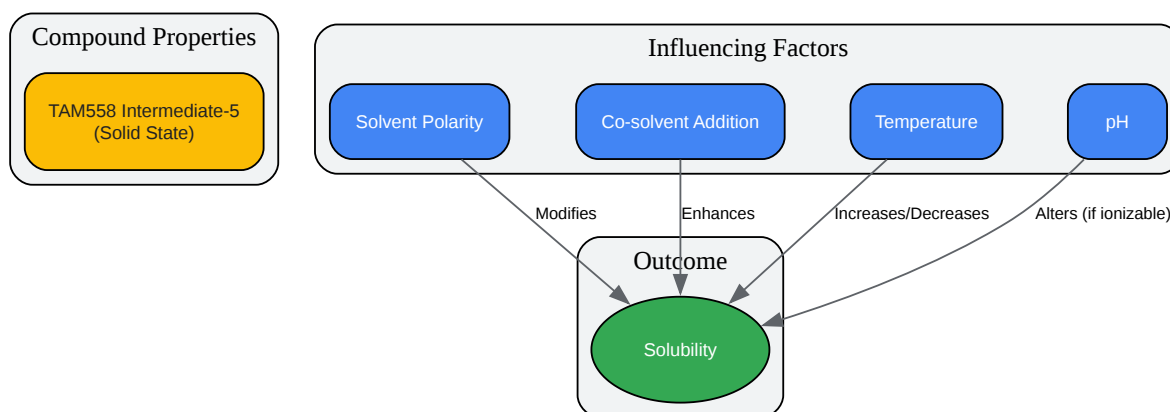 Compound Properties
TAM558 Intermediate-5
(Solid State)
Influencing Factors
Solvent Polarity
Co-solvent Addition
Temperature
pH
Modifies
Enhances
Increases/Decreases
Alters (if ionizable)
Outcome
Solubility